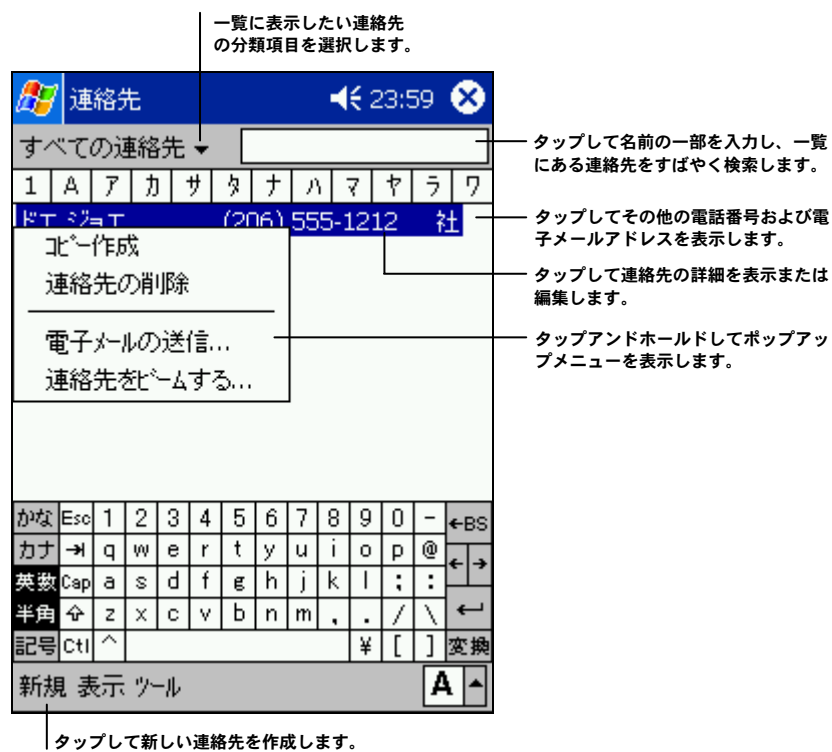 一覧に表示したい連絡先
の分類項目を選択します。
連絡先 23:59
すべての連絡先
タップして名前の一部を入力し、一覧
にある連絡先をすばやく検索します。
1 A ア カ サ タ ナ ハ マ ヤ ラ ワ
ドエ ジョエ (206) 555-1212 社
タップしてその他の電話番号および電
子メールアドレスを表示します。
コピー作成
連絡先の削除
タップして連絡先の詳細を表示または
編集します。
電子メールの送信...
連絡先をビームする...
タップアンドホールドしてポップアッ
プメニューを表示します。
かな Esc 1 2 3 4 5 6 7 8 9 0 - ←BS
カナ →| q w e r t y u i o p @ ← →
英数 Cap a s d f g h j k l ; :
半角 z x c v b n m , . / \ ↵
記号 Ctl ^ ¥ [ ] 変換
新規 表示 ツール A
タップして新しい連絡先を作成します。